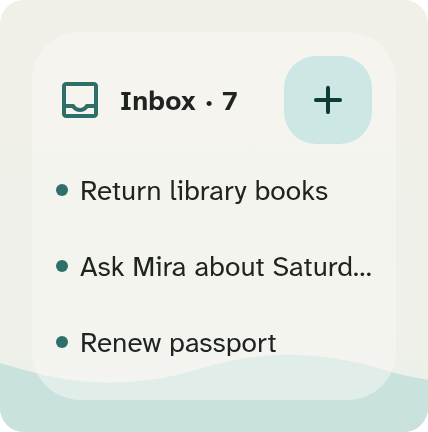 Inbox · 7
Return library books
Ask Mira about Saturd...
Renew passport